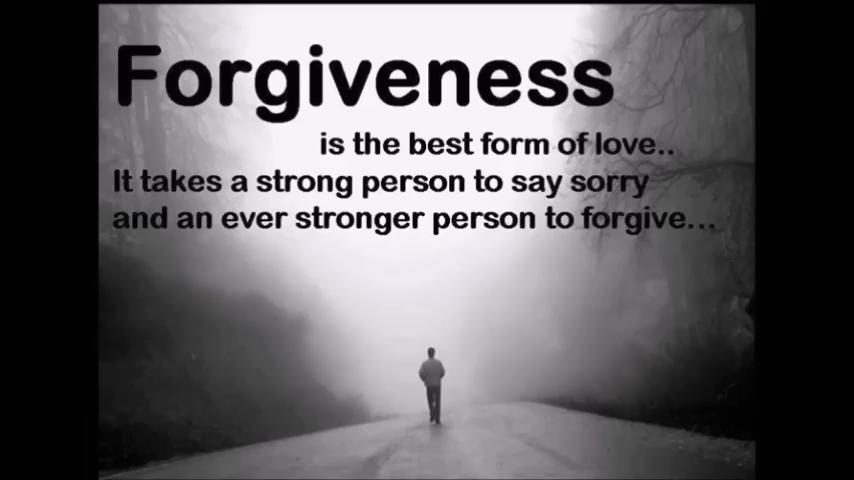 Forgiveness
is the best form of love..
It takes a strong person to say sorry
and an ever stronger person to forgive...